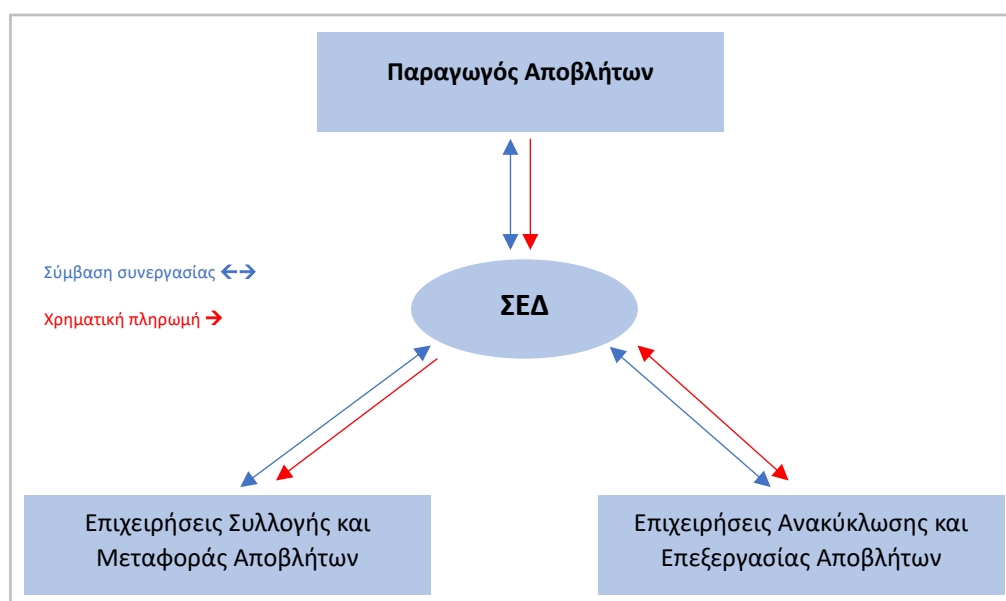 Παραγωγός Αποβλήτων
Σύμβαση συνεργασίας ←→
Χρηματική πληρωμή →
ΣΕΔ
Επιχειρήσεις Συλλογής και
Μεταφοράς Αποβλήτων
Επιχειρήσεις Ανακύκλωσης και
Επεξεργασίας Αποβλήτων